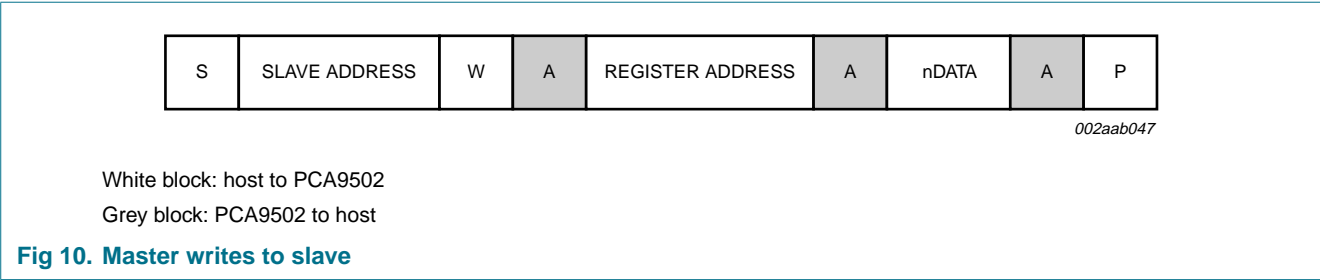 S SLAVE ADDRESS W A REGISTER ADDRESS A nDATA A P
002aab047
White block: host to PCA9502
Grey block: PCA9502 to host
Fig 10. Master writes to slave